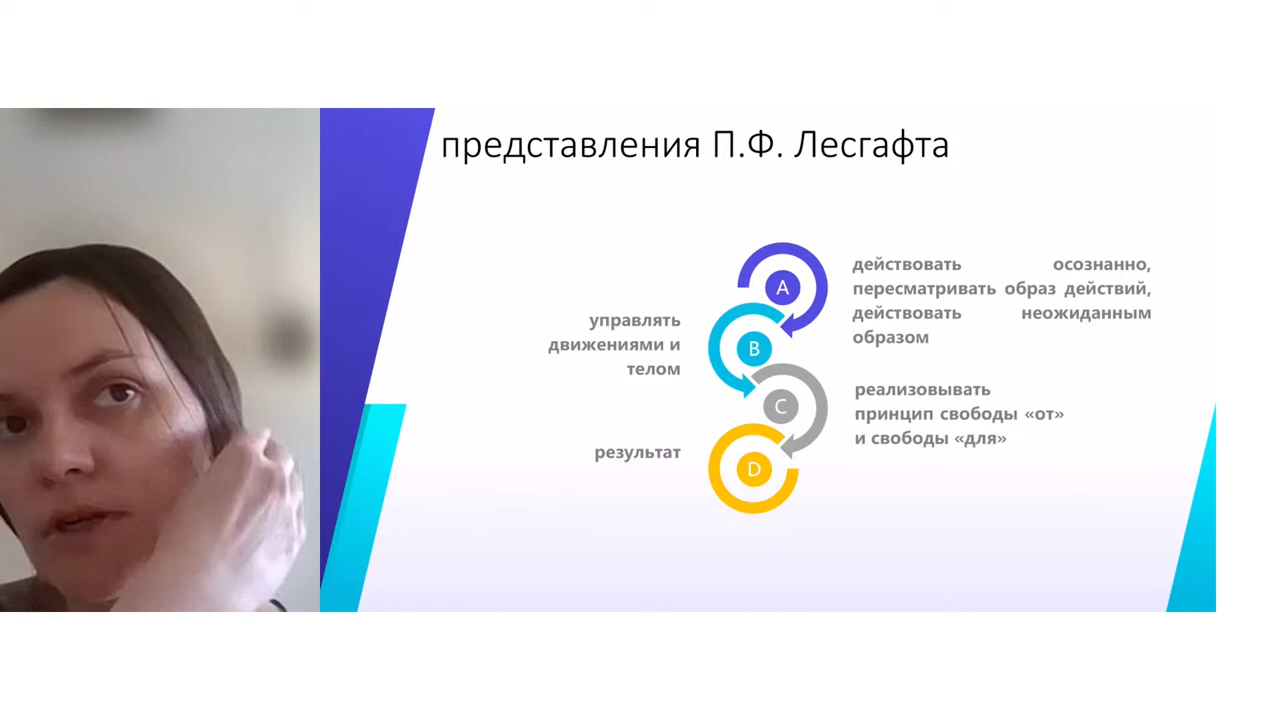 представления П.Ф. Лесгафта
A
действовать осознанно,
пересматривать образ действий,
действовать неожиданным
образом
управлять
движениями и
телом
B
C
реализовывать
принцип свободы «от»
и свободы «для»
результат
D